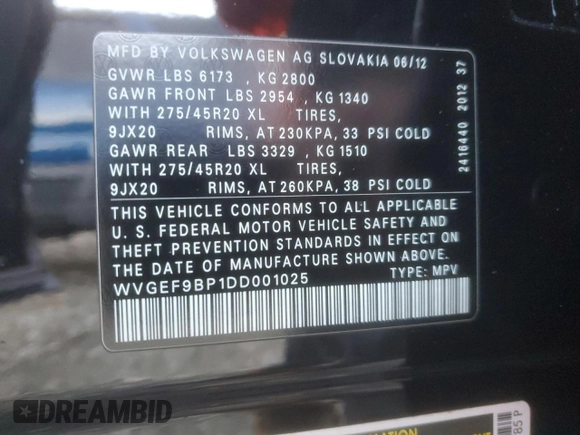 MFD BY VOLKSWAGEN AG SLOVAKIA 06/12
GVWR LBS 6173 , KG 2800
GAWR FRONT LBS 2954 , KG 1340
WITH 275/45R20 XL TIRES,
9JX20 RIMS, AT 230KPA, 33 PSI COLD
GAWR REAR LBS 3329 , KG 1510
WITH 275/45R20 XL TIRES,
9JX20 RIMS, AT 260KPA, 38 PSI COLD
THIS VEHICLE CONFORMS TO ALL APPLICABLE
U. S. FEDERAL MOTOR VEHICLE SAFETY AND
THEFT PREVENTION STANDARDS IN EFFECT ON
THE DATE OF MANUFACTURE SHOWN ABOVE.
WVGEF9BP1DD001025 TYPE: MPV
2416440 2012 37
DREAMBID
85 P